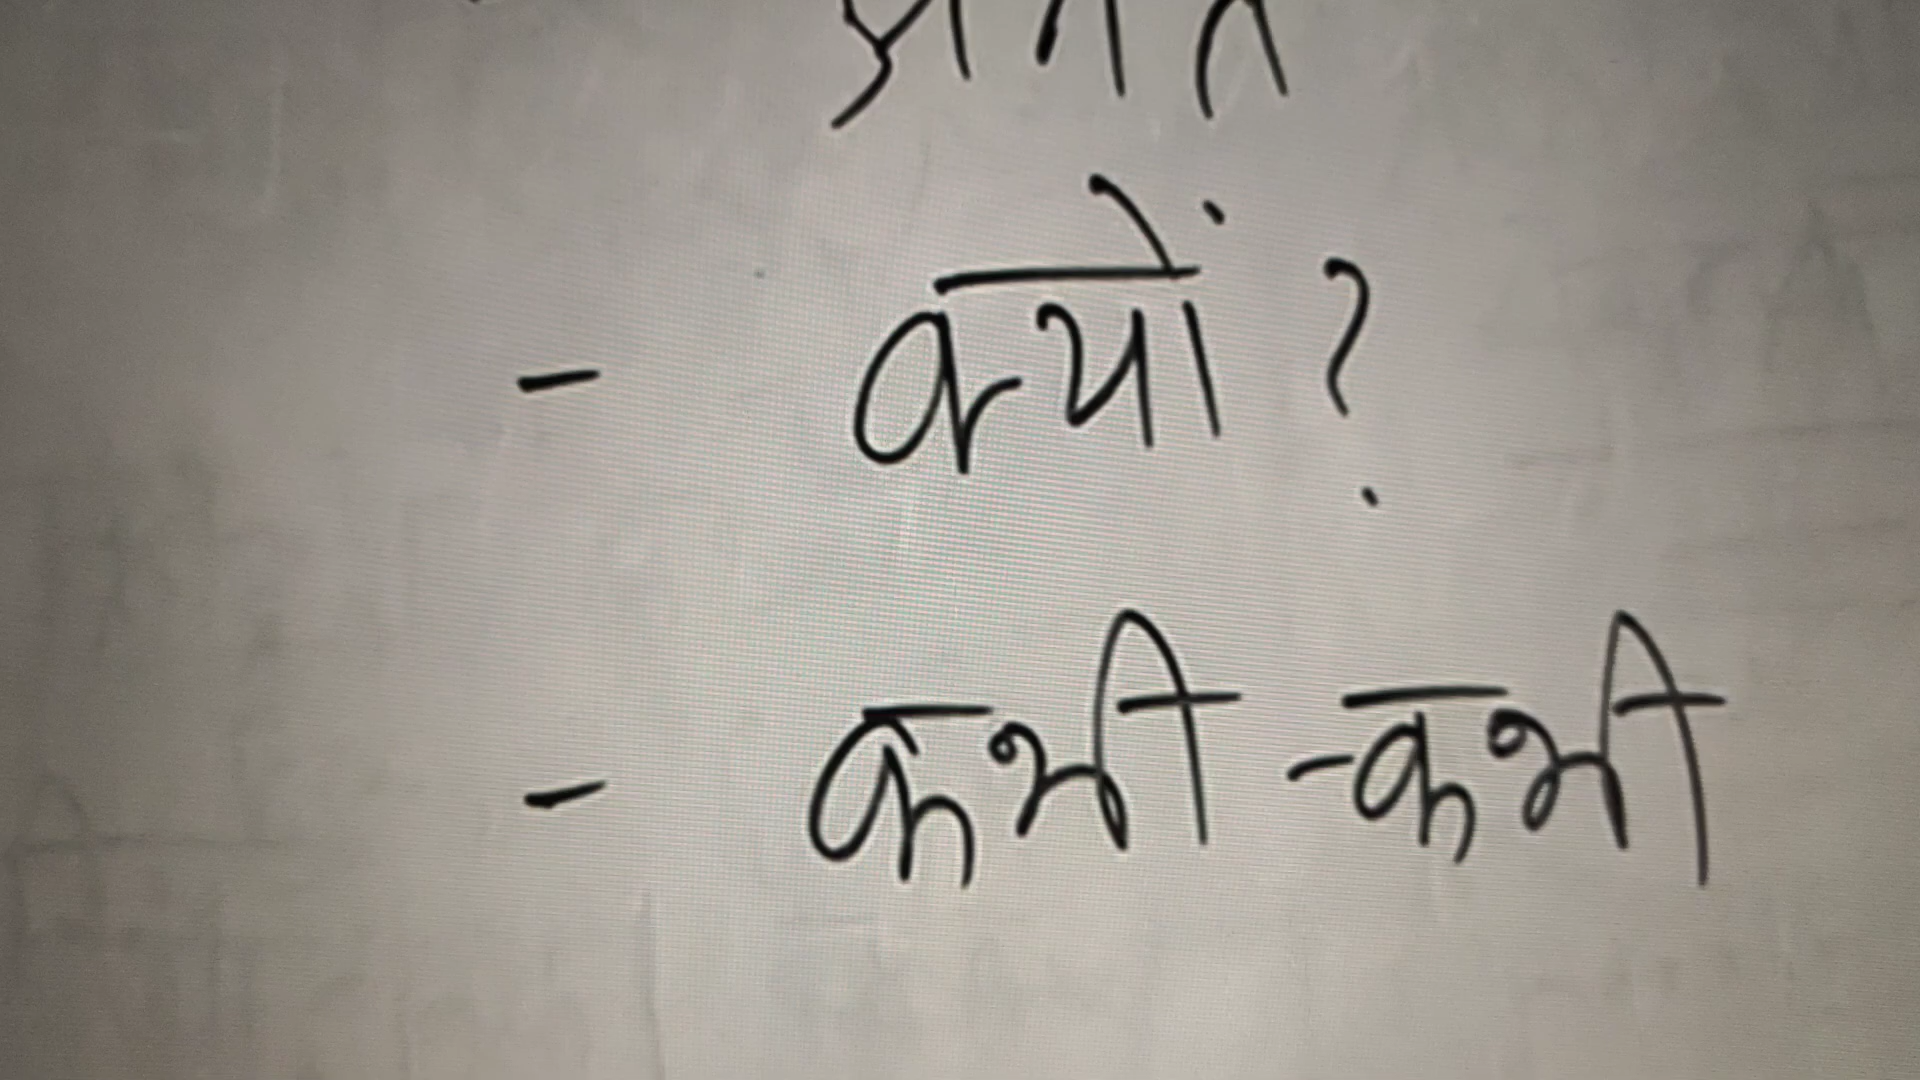 - क्यों ?
- कभी - कभी